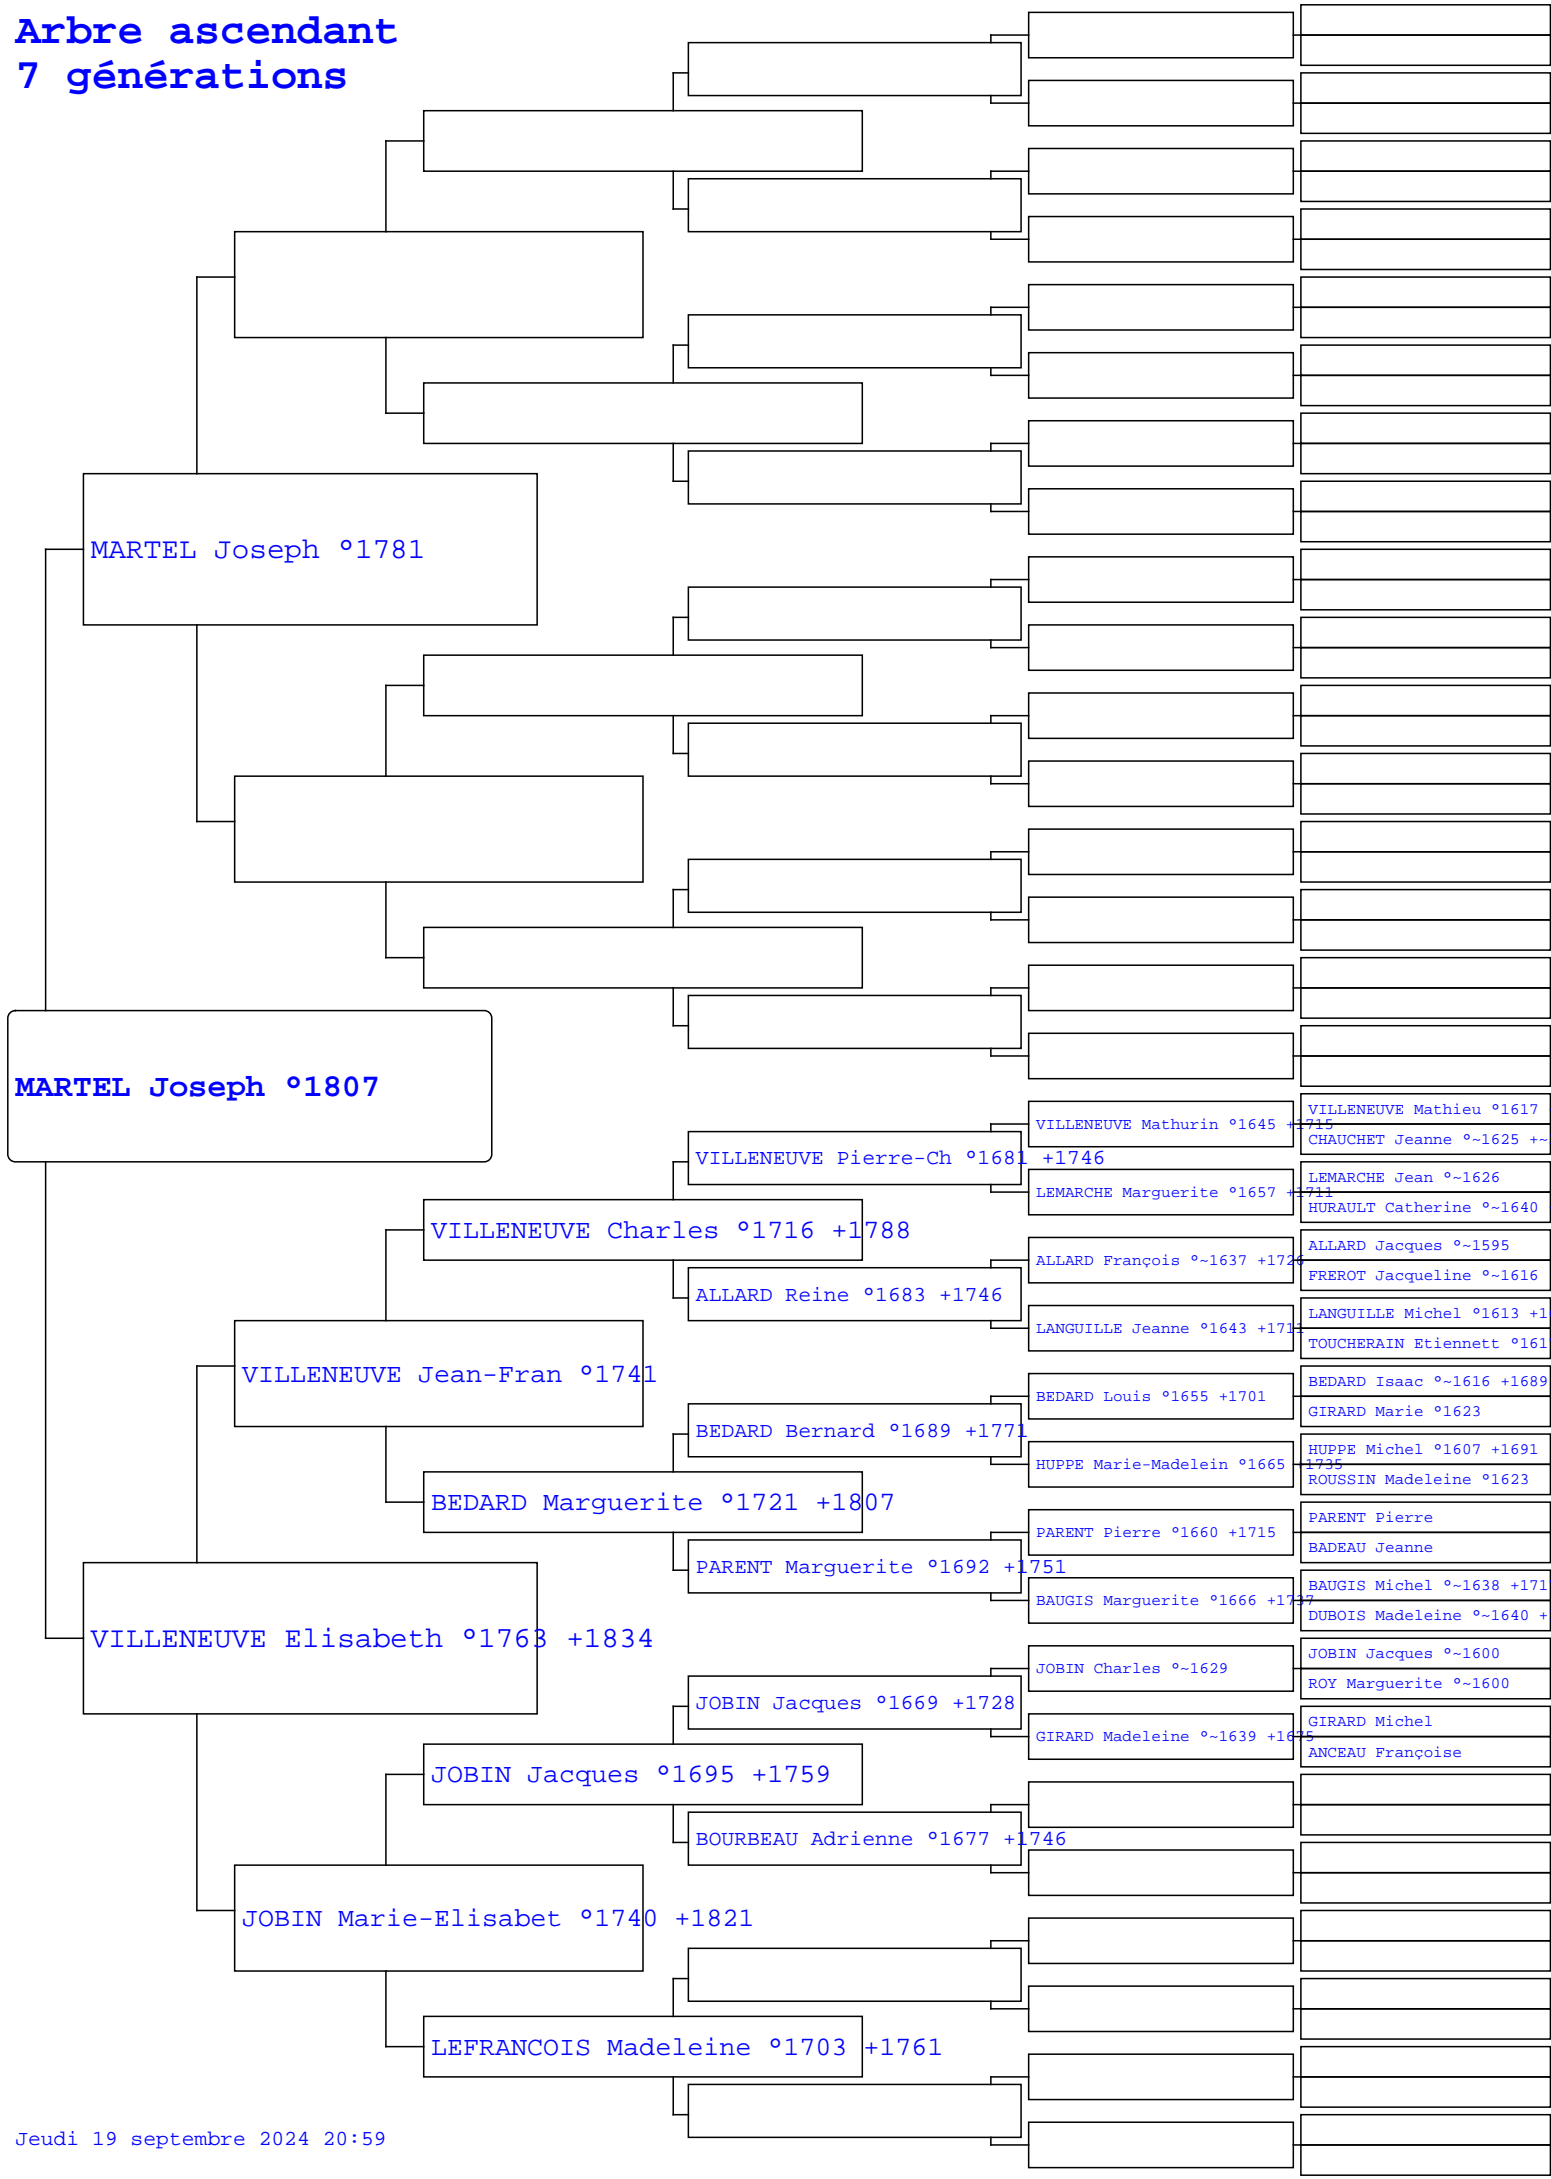 Arbre ascendant
7 générations
MARTEL Joseph °1781
MARTEL Joseph °1807
VILLENEUVE Mathurin °1645 +1715
VILLENEUVE Mathieu °1617
CHAUCHET Jeanne °~1625 +~
VILLENEUVE Pierre-Ch °1681 +1746
LEMARCHE Marguerite °1657 +1711
LEMARCHE Jean °~1626
HURAULT Catherine °~1640
VILLENEUVE Charles °1716 +1788
ALLARD François °~1637 +1726
ALLARD Jacques °~1595
FREROT Jacqueline °~1616
ALLARD Reine °1683 +1746
LANGUILLE Jeanne °1643 +1711
LANGUILLE Michel °1613 +1
TOUCHERAIN Etiennett °161
VILLENEUVE Jean-Fran °1741
BEDARD Louis °1655 +1701
BEDARD Isaac °~1616 +1689
GIRARD Marie °1623
BEDARD Bernard °1689 +1771
HUPPE Marie-Madelein °1665 +1735
HUPPE Michel °1607 +1691
ROUSSIN Madeleine °1623
BEDARD Marguerite °1721 +1807
PARENT Pierre °1660 +1715
PARENT Pierre
BADEAU Jeanne
PARENT Marguerite °1692 +1751
BAUGIS Marguerite °1666 +1737
BAUGIS Michel °~1638 +171
DUBOIS Madeleine °~1640 +
VILLENEUVE Elisabeth °1763 +1834
JOBIN Charles °~1629
JOBIN Jacques °~1600
ROY Marguerite °~1600
JOBIN Jacques °1669 +1728
GIRARD Madeleine °~1639 +1675
GIRARD Michel
ANCEAU Françoise
JOBIN Jacques °1695 +1759
BOURBEAU Adrienne °1677 +1746
JOBIN Marie-Elisabet °1740 +1821
LEFRANCOIS Madeleine °1703 +1761
Jeudi 19 septembre 2024 20:59